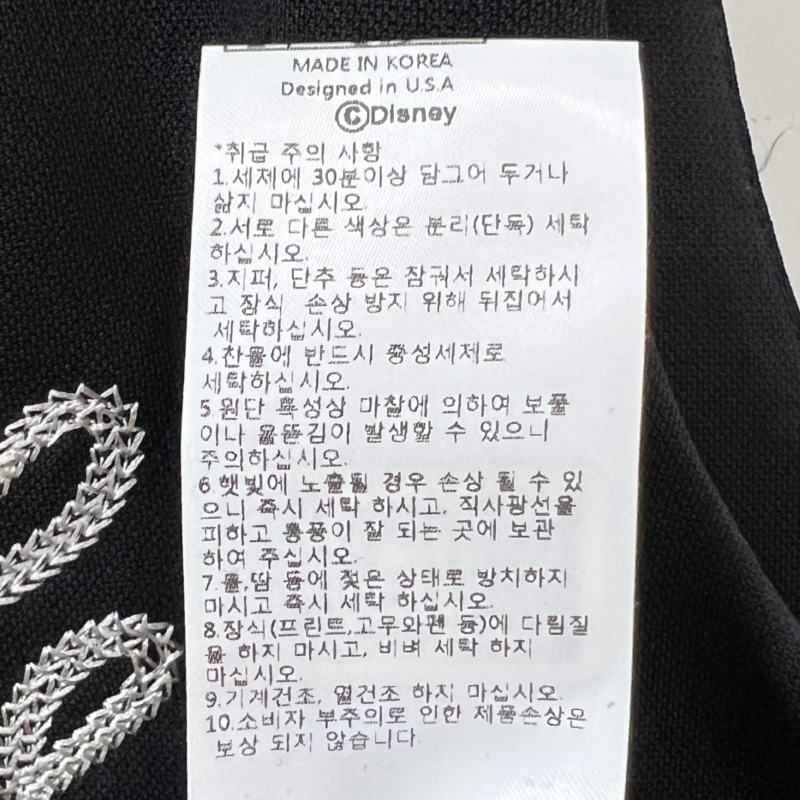 MADE IN KOREA
Designed in U.S.A
©Disney
*취급 주의 사항
1.세제에 30분이상 담그어 두거나
삶지 마십시오.
2.서로 다른 색상은 분리(단독) 세탁
하십시오.
3.지퍼, 단추 등은 잠궈서 세탁하시
고 장식 손상 방지 위해 뒤집어서
세탁하십시오.
4.찬물에 반드시 중성세제로
세탁하십시오.
5.원단 특성상 마찰에 의하여 보풀
이나 올뜯김이 발생할 수 있으니
주의하십시오.
6.햇빛에 노출될 경우 손상 될 수 있
으니 즉시 세탁 하시고, 직사광선을
피하고 통풍이 잘 되는 곳에 보관
하여 주십시오.
7.물,땀 등에 젖은 상태로 방치하지
마시고 즉시 세탁 하십시오.
8.장식(프린트,고무와펜 등)에 다림질
을 하지 마시고, 비벼 세탁 하지
마십시오.
9.기계건조, 열건조 하지 마십시오.
10.소비자 부주의로 인한 제품손상은
보상 되지 않습니다.